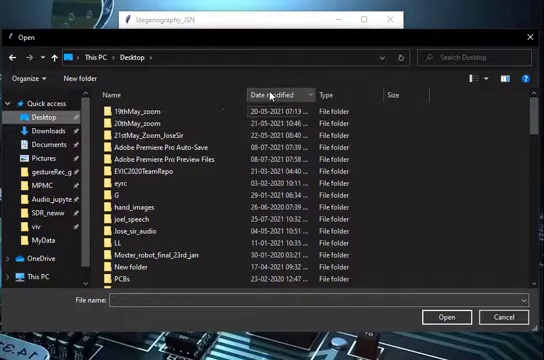 Steganography_JSN
Open
This PC > Desktop >
Search Desktop
Organize
New folder
Name
Date modified
Type
Size
Quick access
Desktop
Downloads
Documents
Pictures
gestureRec_g
MPMC
Audio_jupyte
SDR_neww
viv
MyData
OneDrive
This PC
19thMay_zoom 20-05-2021 07:13 ... File folder
20thMay_zoom 21-05-2021 10:46 ... File folder
21stMay_Zoom_JoseSir 22-05-2021 08:40 ... File folder
Adobe Premiere Pro Auto-Save 08-07-2021 07:39 ... File folder
Adobe Premiere Pro Preview Files 08-07-2021 07:59 ... File folder
EYIC2020TeamRepo 21-03-2021 04:40 ... File folder
eyrc 03-02-2020 10:11 ... File folder
G 29-01-2021 06:34 ... File folder
hand_images 26-06-2020 07:39 ... File folder
joel_speech 25-07-2021 10:32 ... File folder
Jose_sir_audio 04-05-2021 10:51 ... File folder
LL 11-01-2021 10:35 ... File folder
Moster_robot_final_23rd_jan 30-01-2020 03:21 ... File folder
New folder 17-04-2021 09:32 ... File folder
PCBs 23-02-2020 12:47 ... File folder
File name:
Open
Cancel